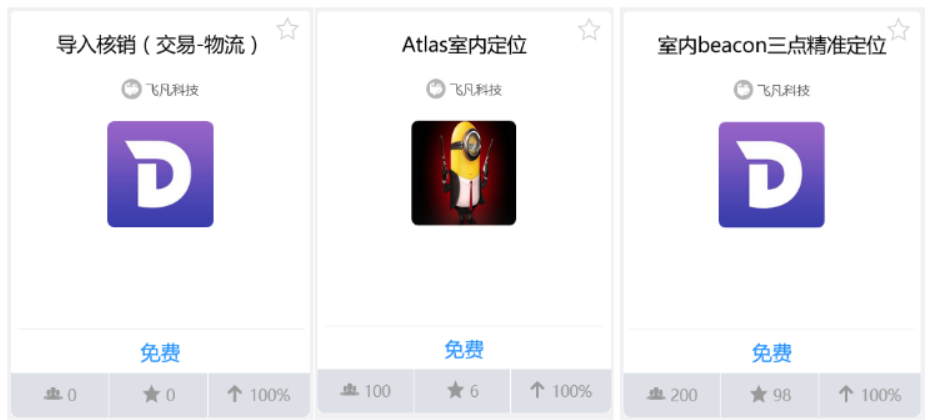 导入核销（交易-物流）
飞凡科技
D
免费
0
0
100%
Atlas室内定位
飞凡科技
免费
100
6
100%
室内beacon三点精准定位
飞凡科技
D
免费
200
98
100%